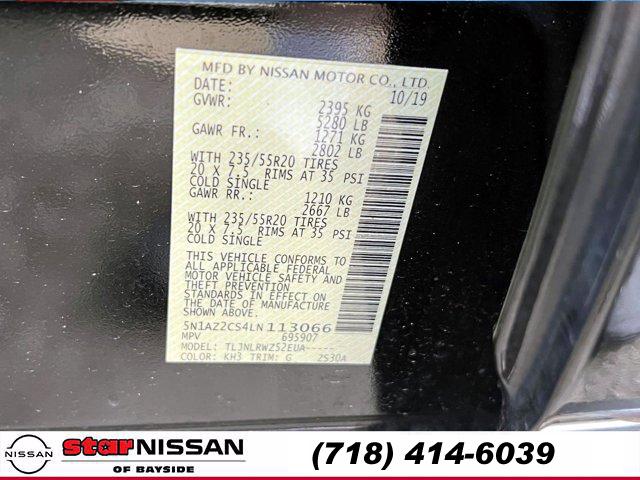 MFD BY NISSAN MOTOR CO., LTD.
DATE: 10/19
GVWR: 2395 KG
5280 LB
GAWR FR.: 1271 KG
2802 LB
WITH 235/55R20 TIRES
20 X 7.5 RIMS AT 35 PSI
COLD SINGLE
GAWR RR.: 1210 KG
2667 LB
WITH 235/55R20 TIRES
20 X 7.5 RIMS AT 35 PSI
COLD SINGLE
THIS VEHICLE CONFORMS TO
ALL APPLICABLE FEDERAL
MOTOR VEHICLE SAFETY AND
THEFT PREVENTION
STANDARDS IN EFFECT ON
THE DATE OF MANUFACTURE
SHOWN ABOVE.
5N1AZ2CS4LN113066
MPV 695907
MODEL: TLJNLRWZ52EUA-----
COLOR: KH3 TRIM: G 2S30A
NISSAN
starNISSAN
OF BAYSIDE
(718) 414-6039